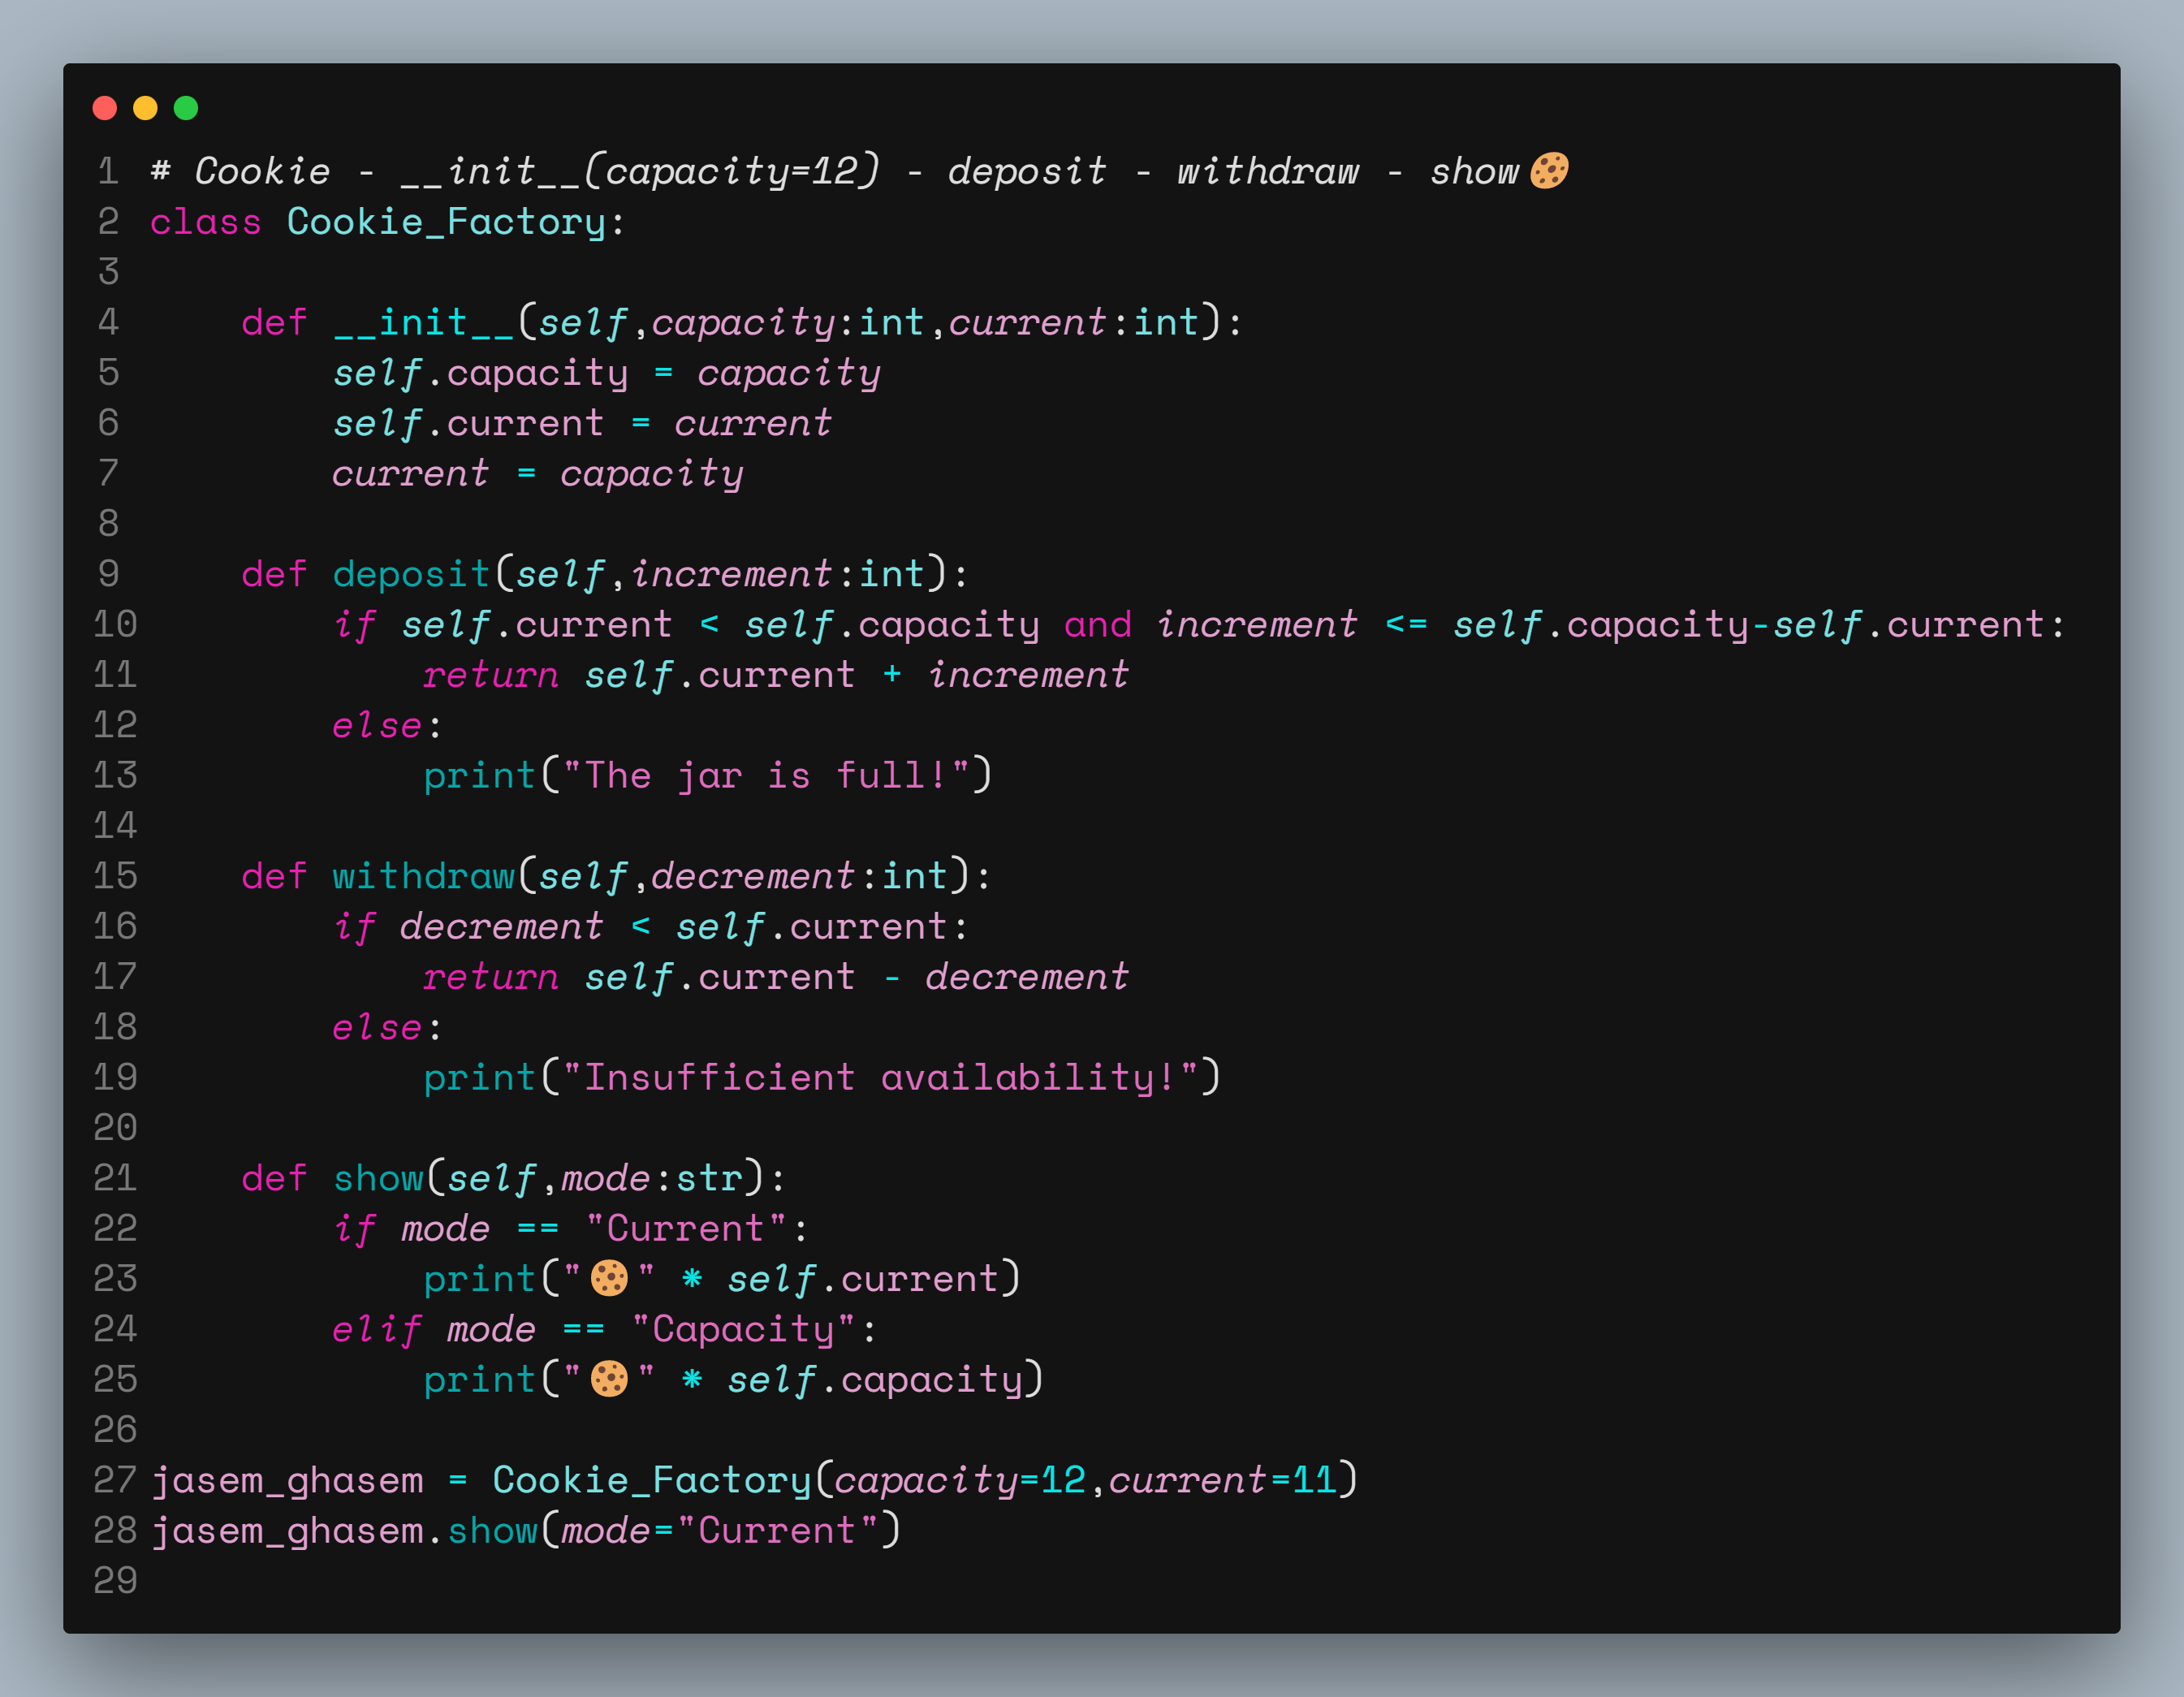 1 # Cookie - __init__(capacity=12) - deposit - withdraw - show🍪
2 class Cookie_Factory:
3
4     def __init__(self,capacity:int,current:int):
5         self.capacity = capacity
6         self.current = current
7         current = capacity
8
9     def deposit(self,increment:int):
10         if self.current < self.capacity and increment <= self.capacity-self.current:
11             return self.current + increment
12         else:
13             print("The jar is full!")
14
15     def withdraw(self,decrement:int):
16         if decrement < self.current:
17             return self.current - decrement
18         else:
19             print("Insufficient availability!")
20
21     def show(self,mode:str):
22         if mode == "Current":
23             print("🍪" * self.current)
24         elif mode == "Capacity":
25             print("🍪" * self.capacity)
26
27 jasem_ghasem = Cookie_Factory(capacity=12,current=11)
28 jasem_ghasem.show(mode="Current")
29